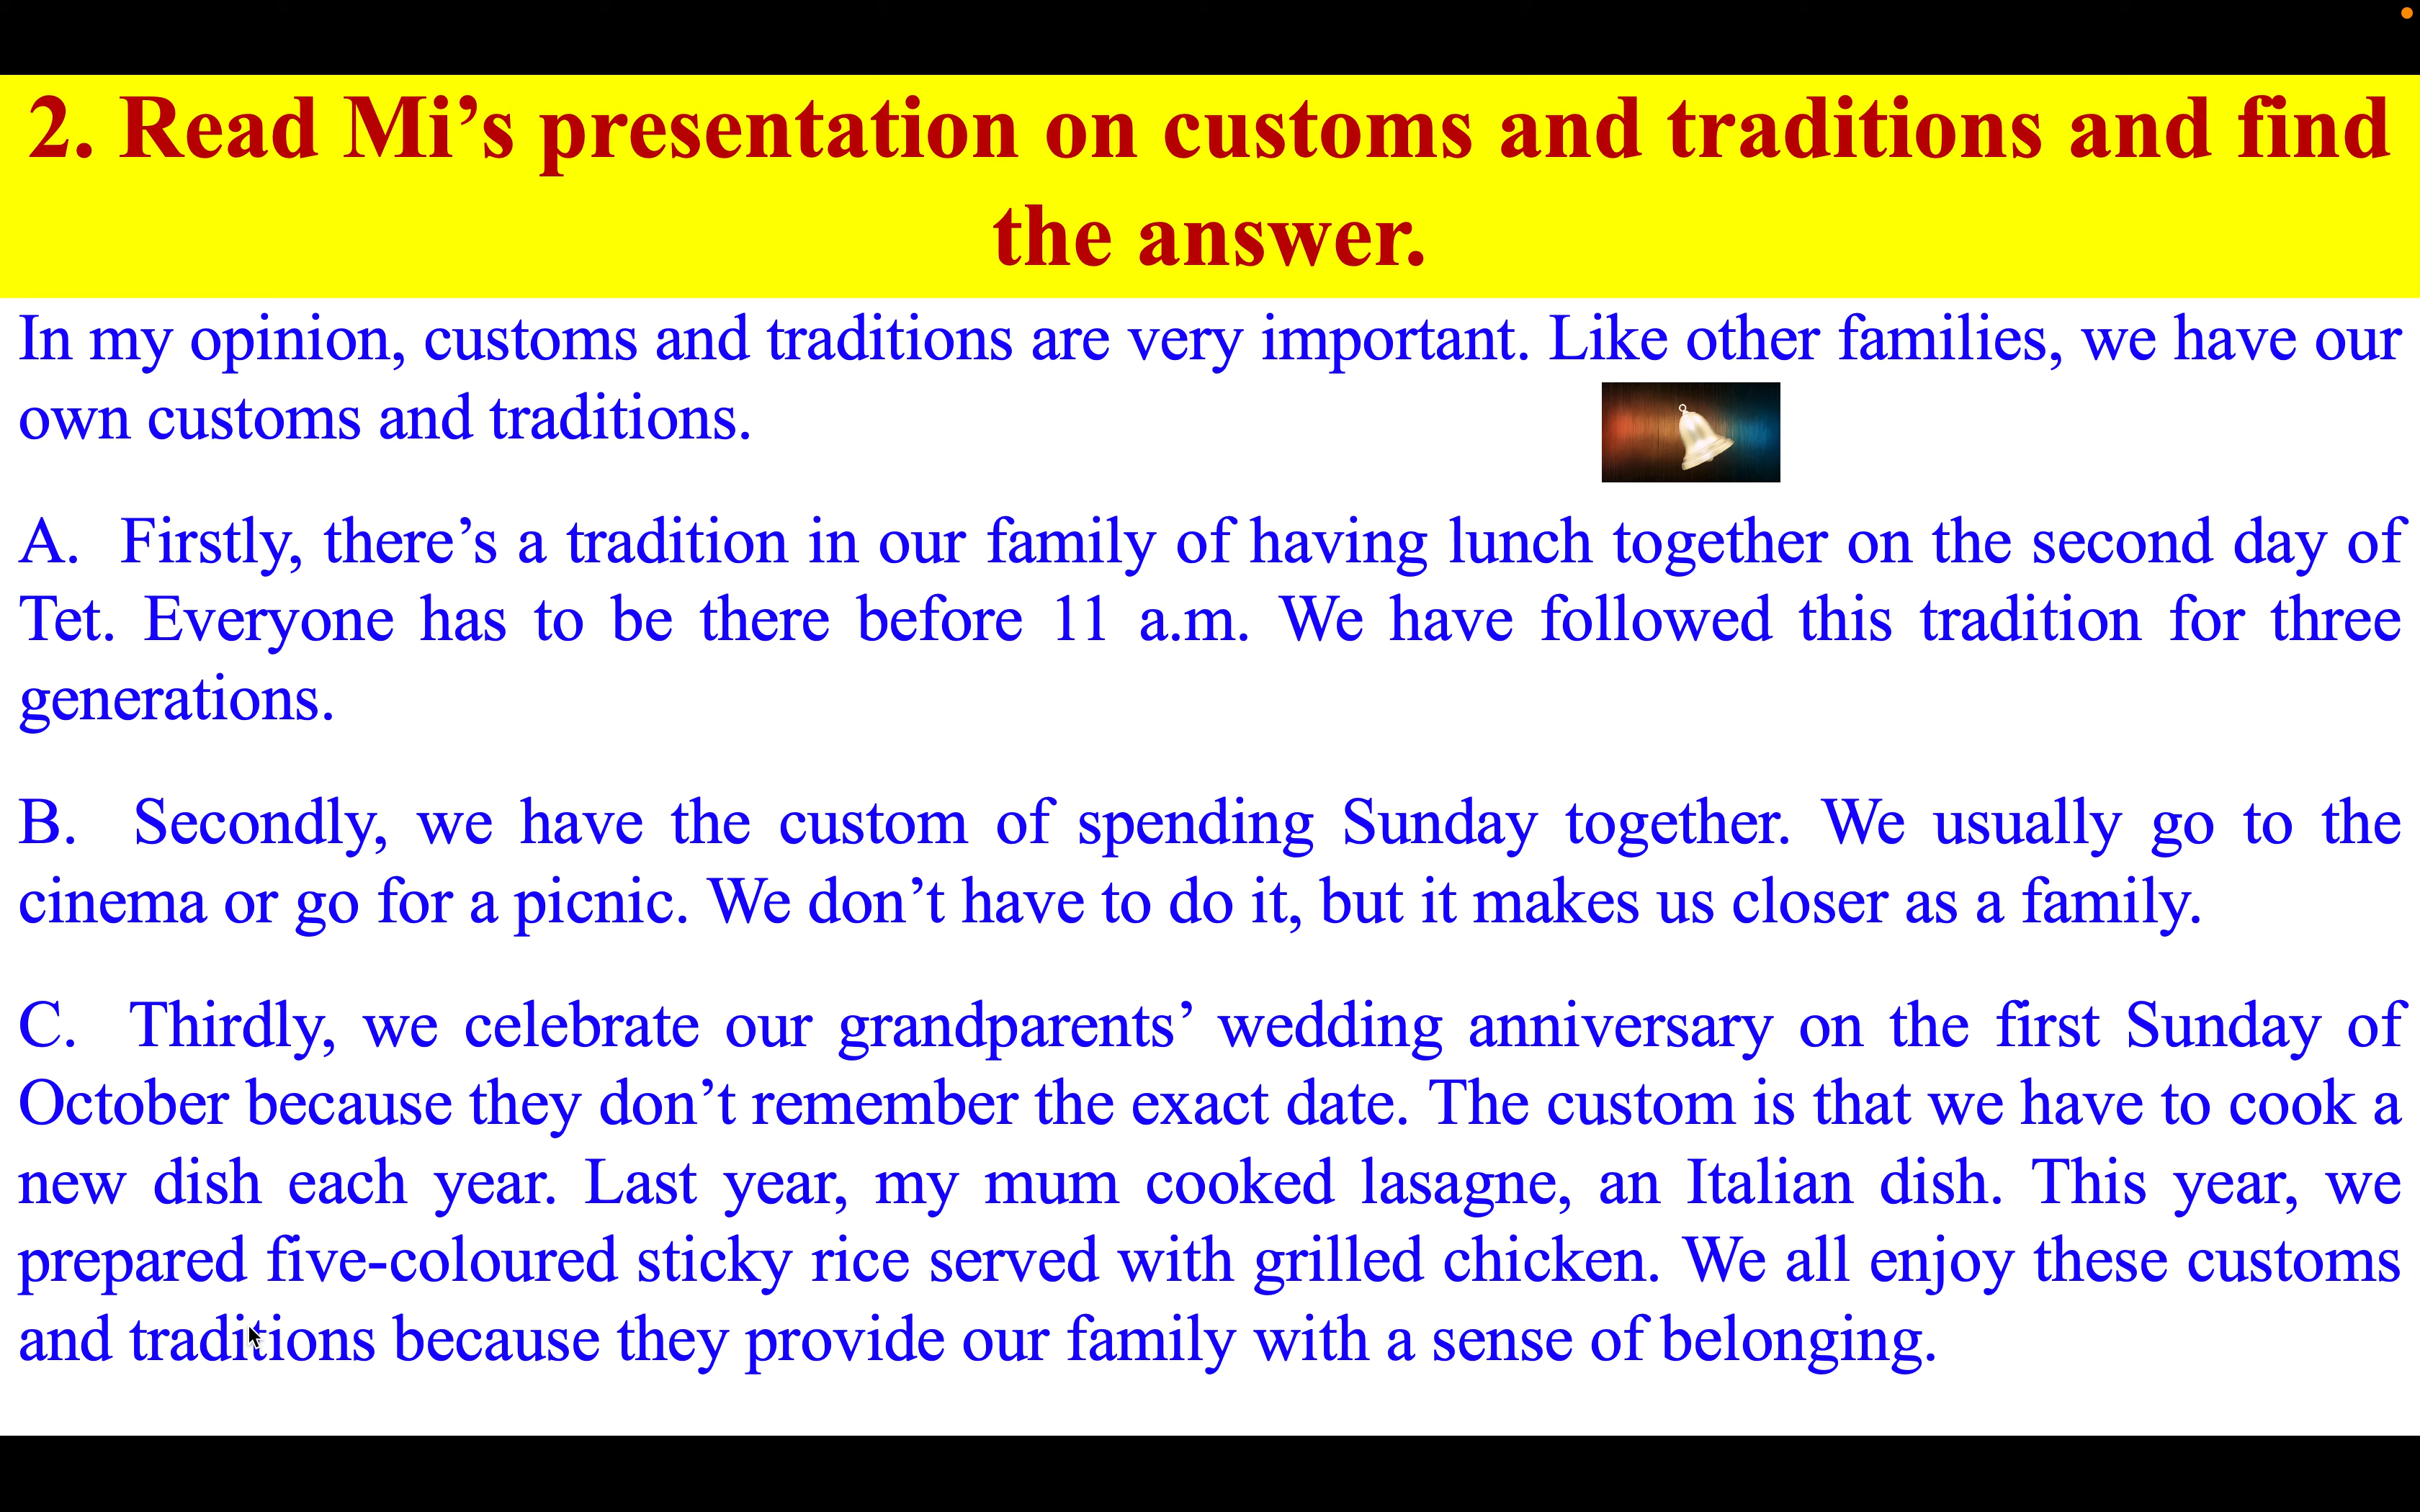 2. Read Mi’s presentation on customs and traditions and find
the answer.
In my opinion, customs and traditions are very important. Like other families, we have our
own customs and traditions.
A. Firstly, there’s a tradition in our family of having lunch together on the second day of
Tet. Everyone has to be there before 11 a.m. We have followed this tradition for three
generations.
B. Secondly, we have the custom of spending Sunday together. We usually go to the
cinema or go for a picnic. We don’t have to do it, but it makes us closer as a family.
C. Thirdly, we celebrate our grandparents’ wedding anniversary on the first Sunday of
October because they don’t remember the exact date. The custom is that we have to cook a
new dish each year. Last year, my mum cooked lasagne, an Italian dish. This year, we
prepared five-coloured sticky rice served with grilled chicken. We all enjoy these customs
and traditions because they provide our family with a sense of belonging.